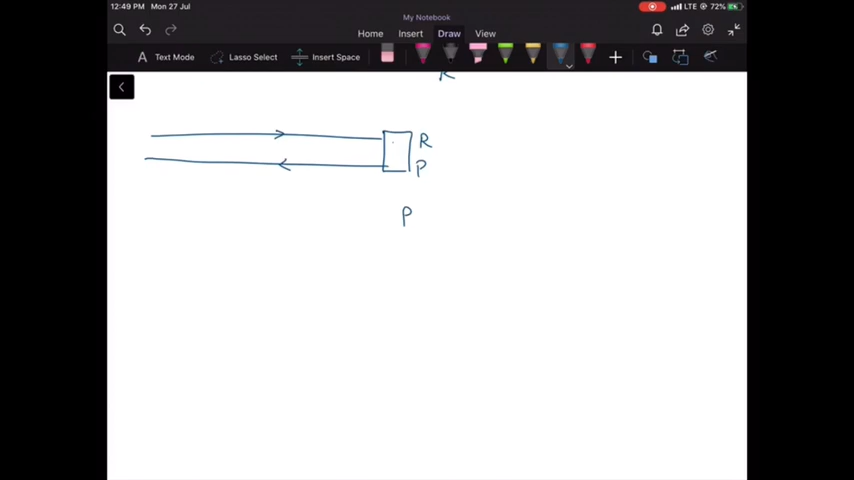 12:49 PM Mon 27 Jul
LTE 72%
My Notebook
Home Insert Draw View
Text Mode Lasso Select Insert Space
R
R
P
P